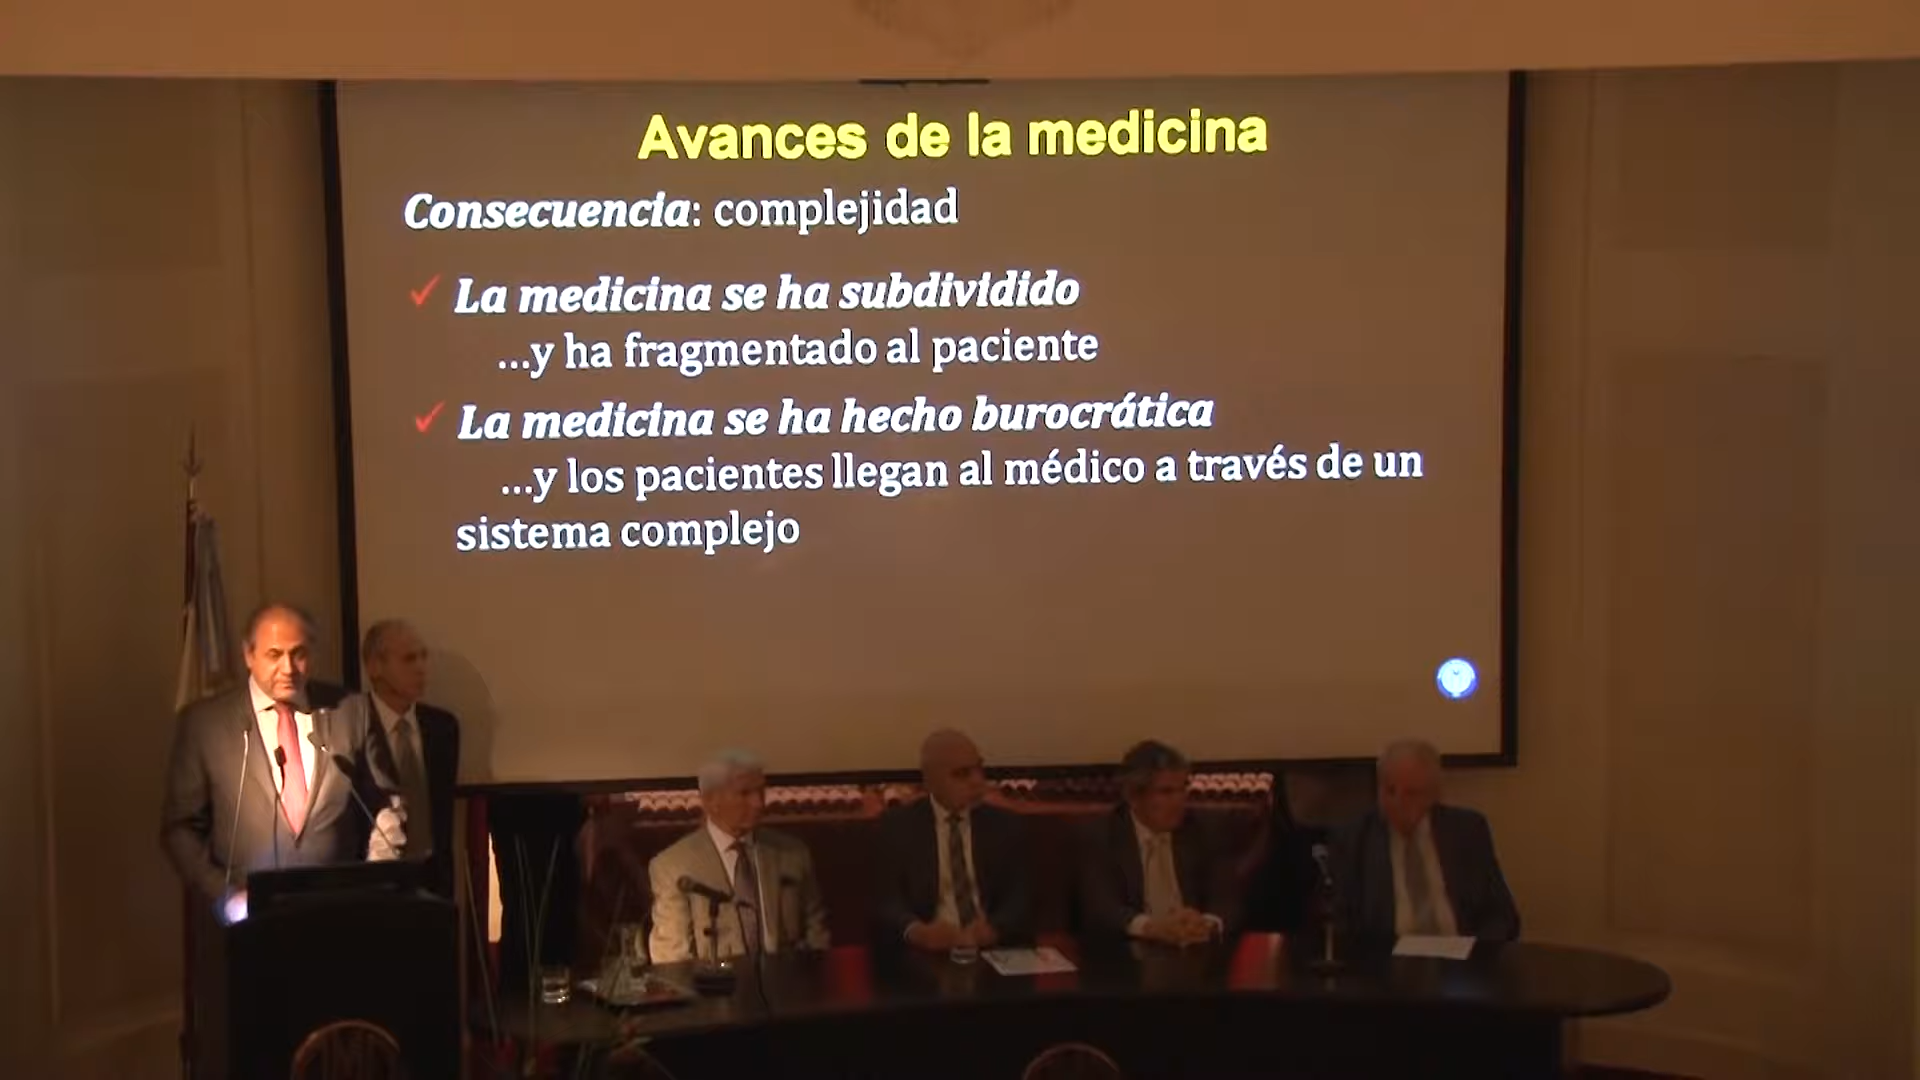 Avances de la medicina
Consecuencia: complejidad
✓ La medicina se ha subdividido
...y ha fragmentado al paciente
✓ La medicina se ha hecho burocrática
...y los pacientes llegan al médico a través de un
sistema complejo